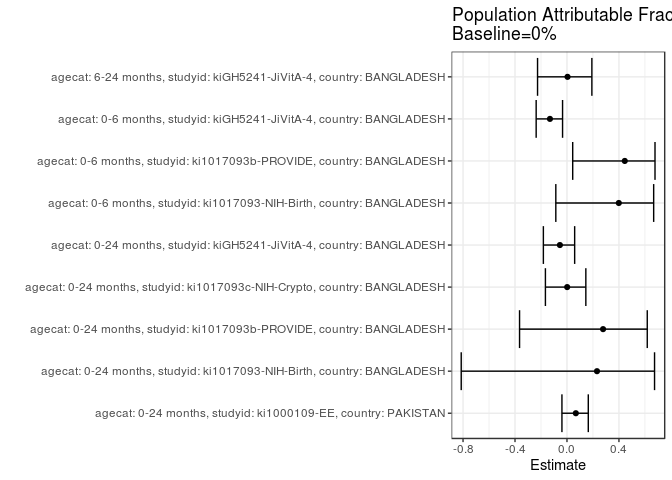 Population Attributable Frac
Baseline=0%
agecat: 6-24 months, studyid: kiGH5241-JiVitA-4, country: BANGLADESH
agecat: 0-6 months, studyid: kiGH5241-JiVitA-4, country: BANGLADESH
agecat: 0-6 months, studyid: ki1017093b-PROVIDE, country: BANGLADESH
agecat: 0-6 months, studyid: ki1017093-NIH-Birth, country: BANGLADESH
agecat: 0-24 months, studyid: kiGH5241-JiVitA-4, country: BANGLADESH
agecat: 0-24 months, studyid: ki1017093c-NIH-Crypto, country: BANGLADESH
agecat: 0-24 months, studyid: ki1017093b-PROVIDE, country: BANGLADESH
agecat: 0-24 months, studyid: ki1017093-NIH-Birth, country: BANGLADESH
agecat: 0-24 months, studyid: ki1000109-EE, country: PAKISTAN
-0.8 -0.4 0.0 0.4
Estimate